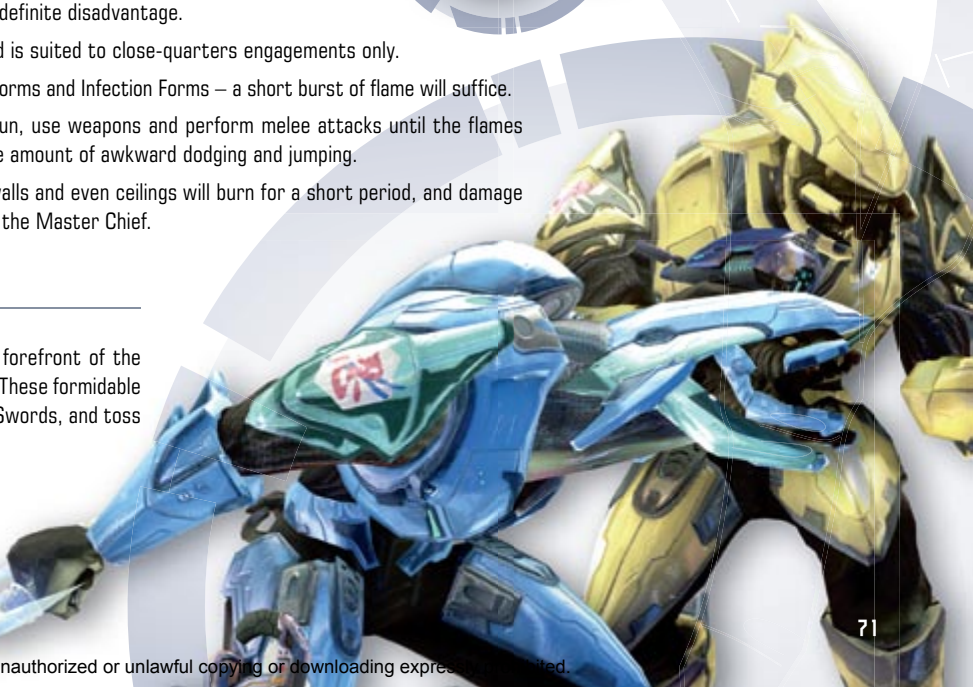 definite disadvantage.
is suited to close-quarters engagements only.
orms and Infection Forms – a short burst of flame will suffice.
un, use weapons and perform melee attacks until the flames
amount of awkward dodging and jumping.
walls and even ceilings will burn for a short period, and damage
the Master Chief.
forefront of the
These formidable
Swords, and toss
71
nauthorized or unlawful copying or downloading